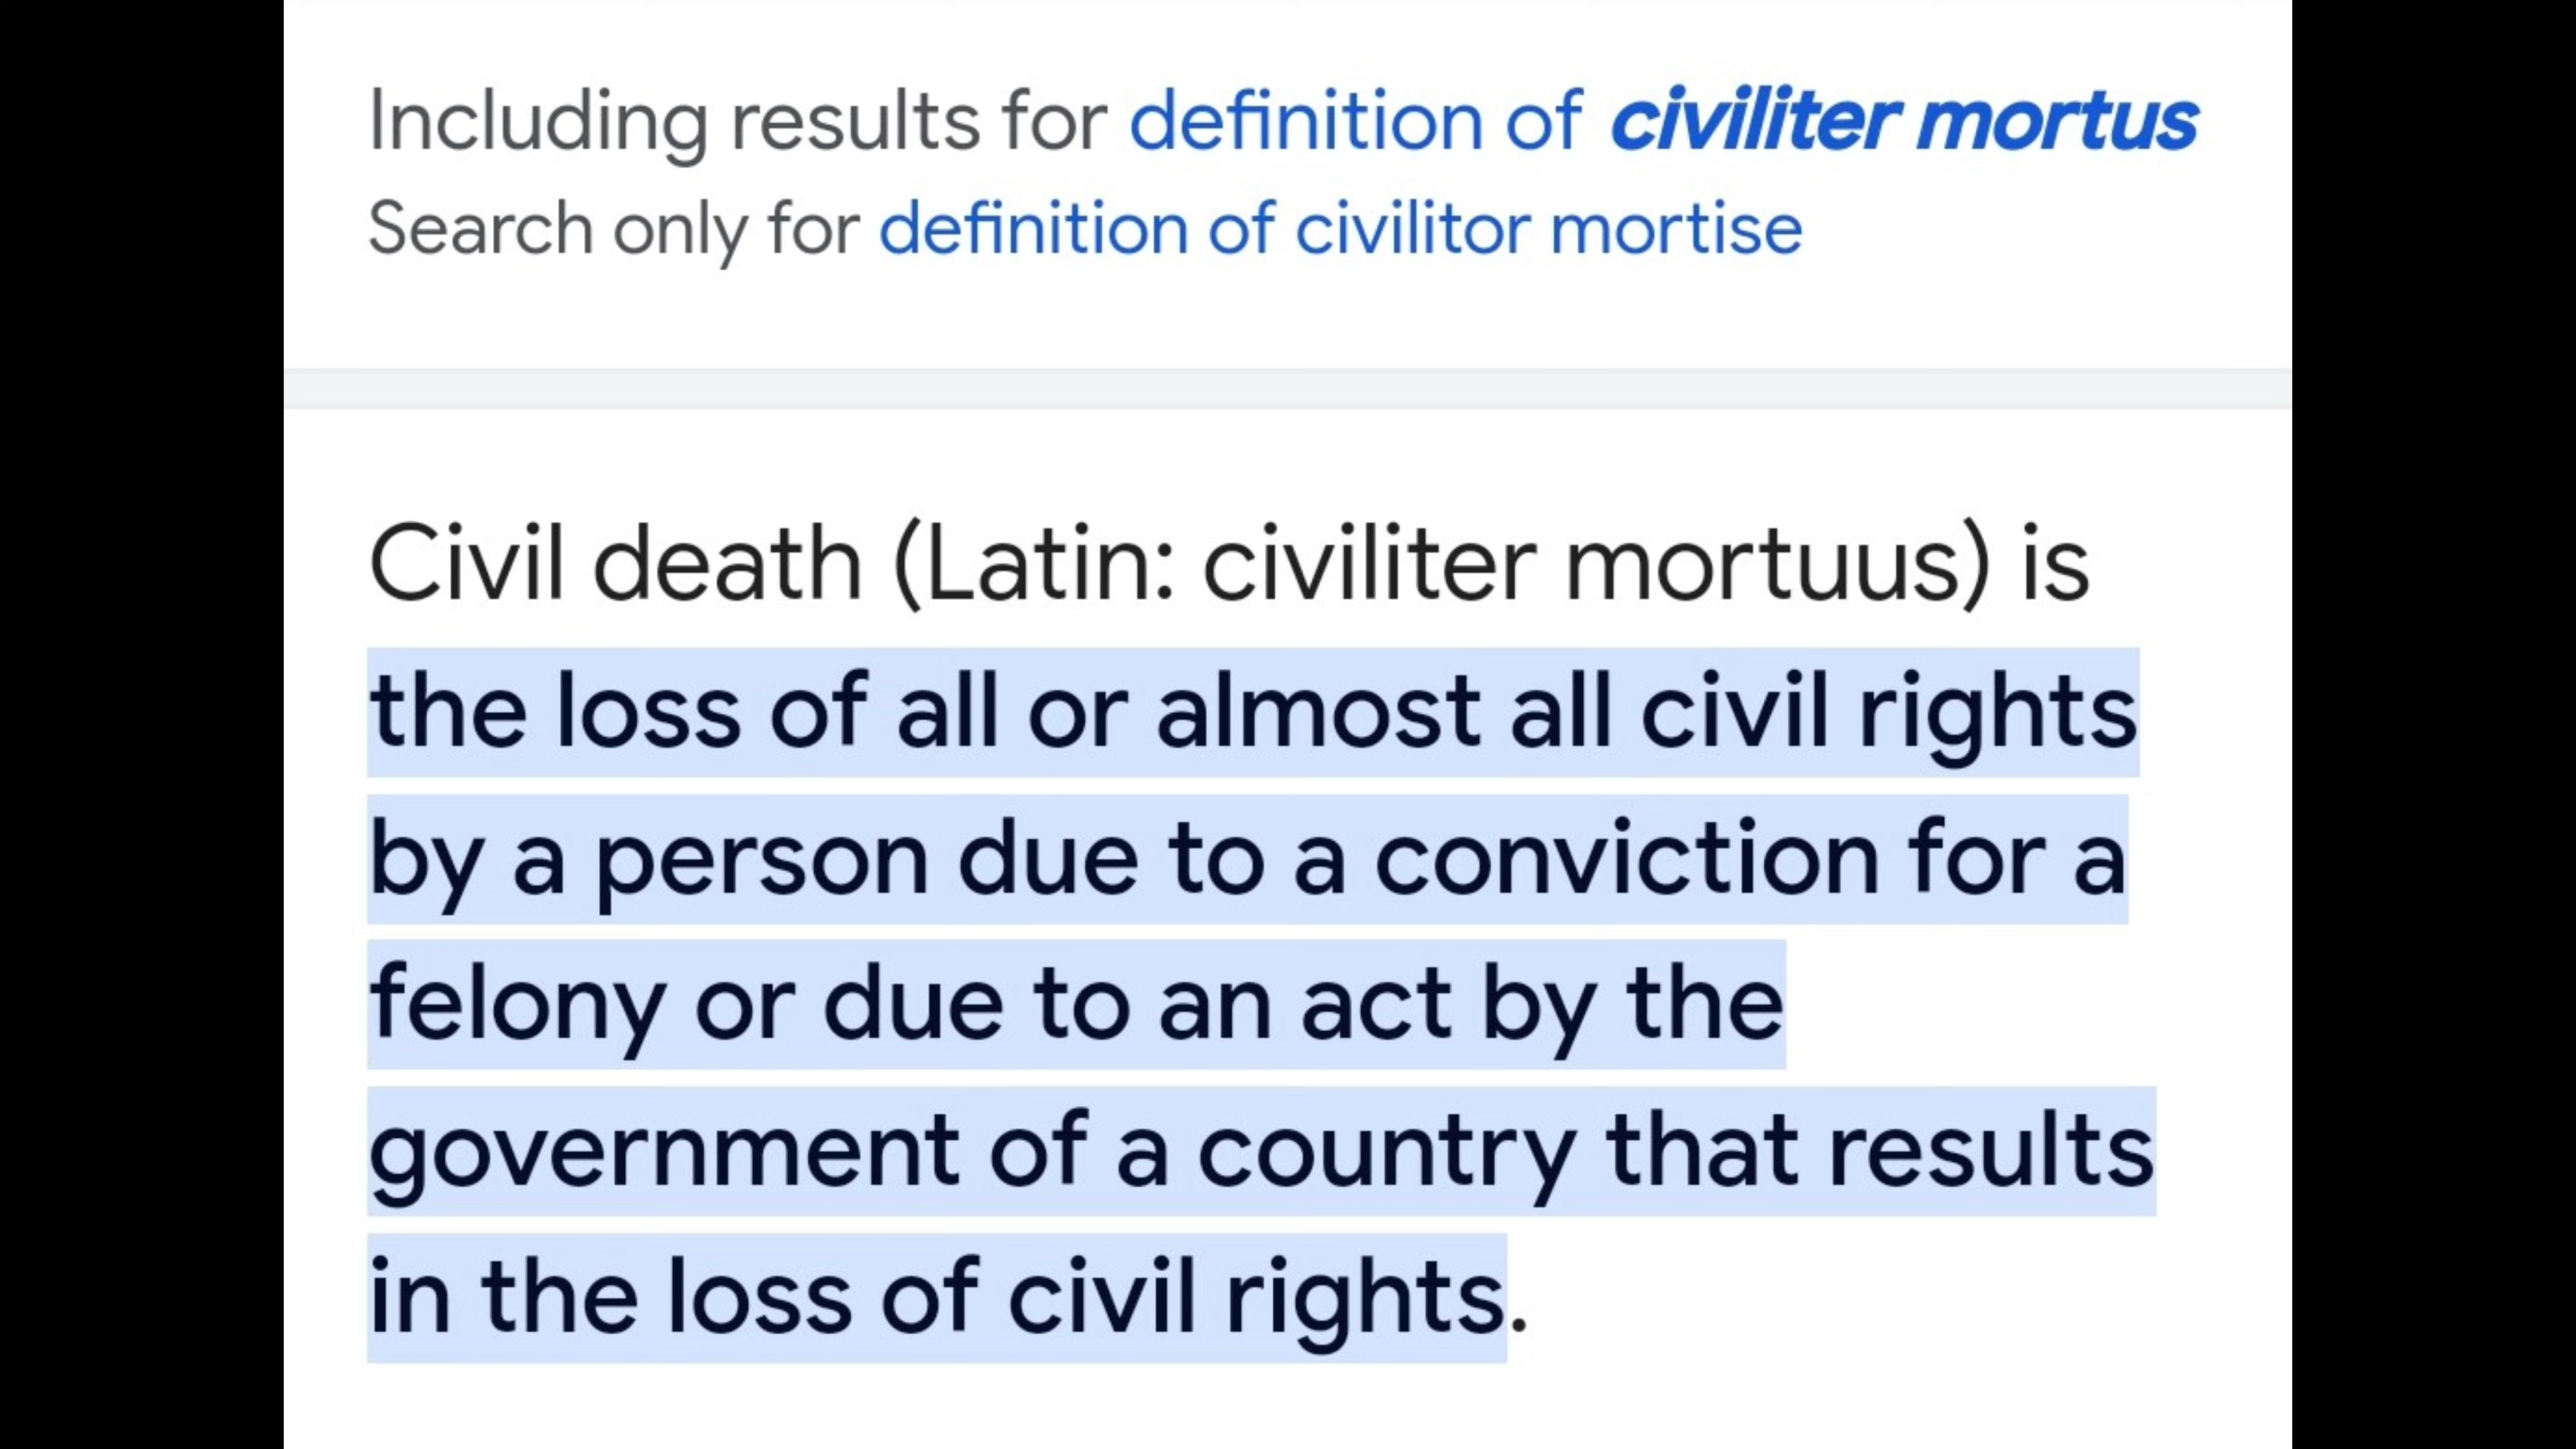 Including results for definition of civiliter mortus
Search only for definition of civilitor mortise
Civil death (Latin: civiliter mortuus) is
the loss of all or almost all civil rights
by a person due to a conviction for a
felony or due to an act by the
government of a country that results
in the loss of civil rights.